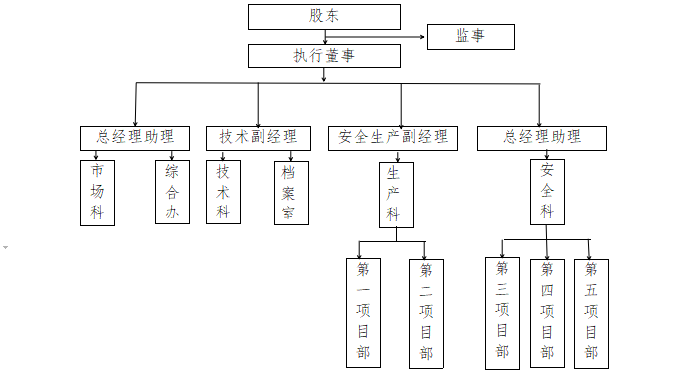 股东
监事
执行董事
总经理助理
技术副经理
安全生产副经理
总经理助理
市场科
综合办
技术科
档案室
生产科
安全科
第一项目部
第二项目部
第三项目部
第四项目部
第五项目部